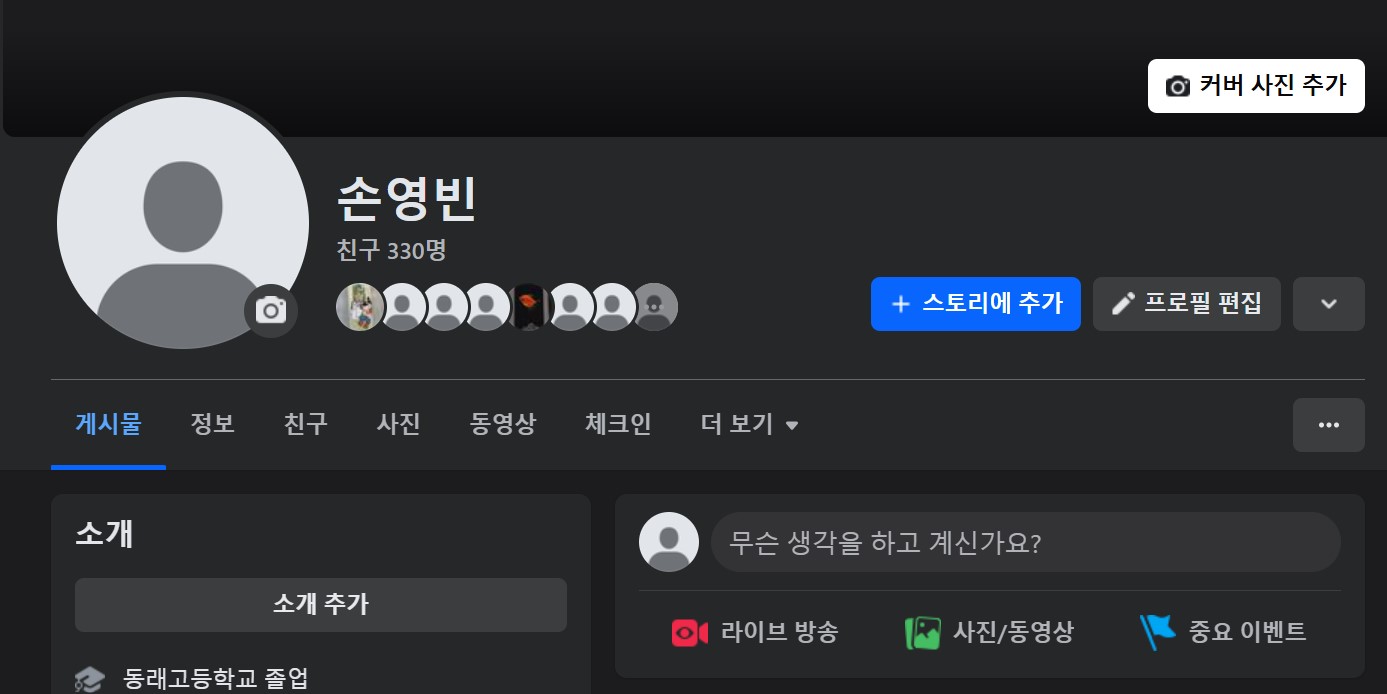 커버 사진 추가
손영빈
친구 330명
스토리에 추가
프로필 편집
게시물 정보 친구 사진 동영상 체크인 더 보기
소개
소개 추가
동래고등학교 졸업
무슨 생각을 하고 계신가요?
라이브 방송 사진/동영상 중요 이벤트